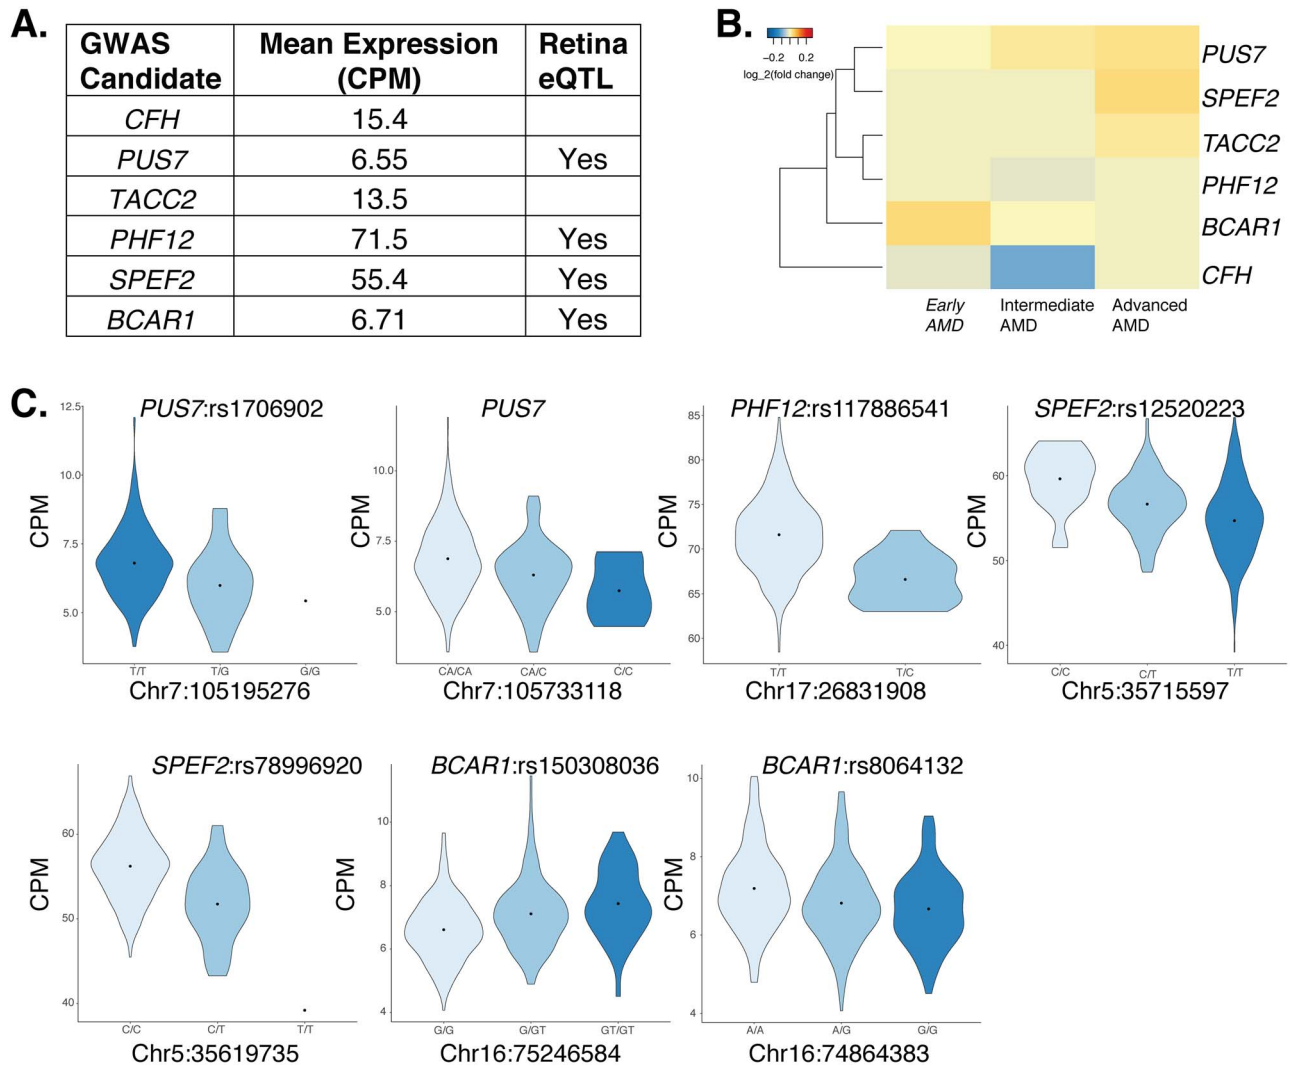 A.
GWAS Candidate Mean Expression (CPM) Retina eQTL
CFH 15.4
PUS7 6.55 Yes
TACC2 13.5
PHF12 71.5 Yes
SPEF2 55.4 Yes
BCAR1 6.71 Yes
B.
−0.2 0.2
log_2(fold change)
PUS7
SPEF2
TACC2
PHF12
BCAR1
CFH
Early AMD
Intermediate AMD
Advanced AMD
C.
PUS7:rs1706902
CPM
12.5
10.0
7.5
5.0
T/T T/G G/G
Chr7:105195276
PUS7
CPM
10.0
7.5
5.0
CA/CA CA/C C/C
Chr7:105733118
PHF12:rs117886541
CPM
85
80
75
70
65
60
T/T T/C
Chr17:26831908
SPEF2:rs12520223
CPM
60
50
40
C/C C/T T/T
Chr5:35715597
SPEF2:rs78996920
CPM
60
50
40
C/C C/T T/T
Chr5:35619735
BCAR1:rs150308036
CPM
10
8
6
4
G/G G/GT GT/GT
Chr16:75246584
BCAR1:rs8064132
CPM
10
8
6
4
A/A A/G G/G
Chr16:74864383